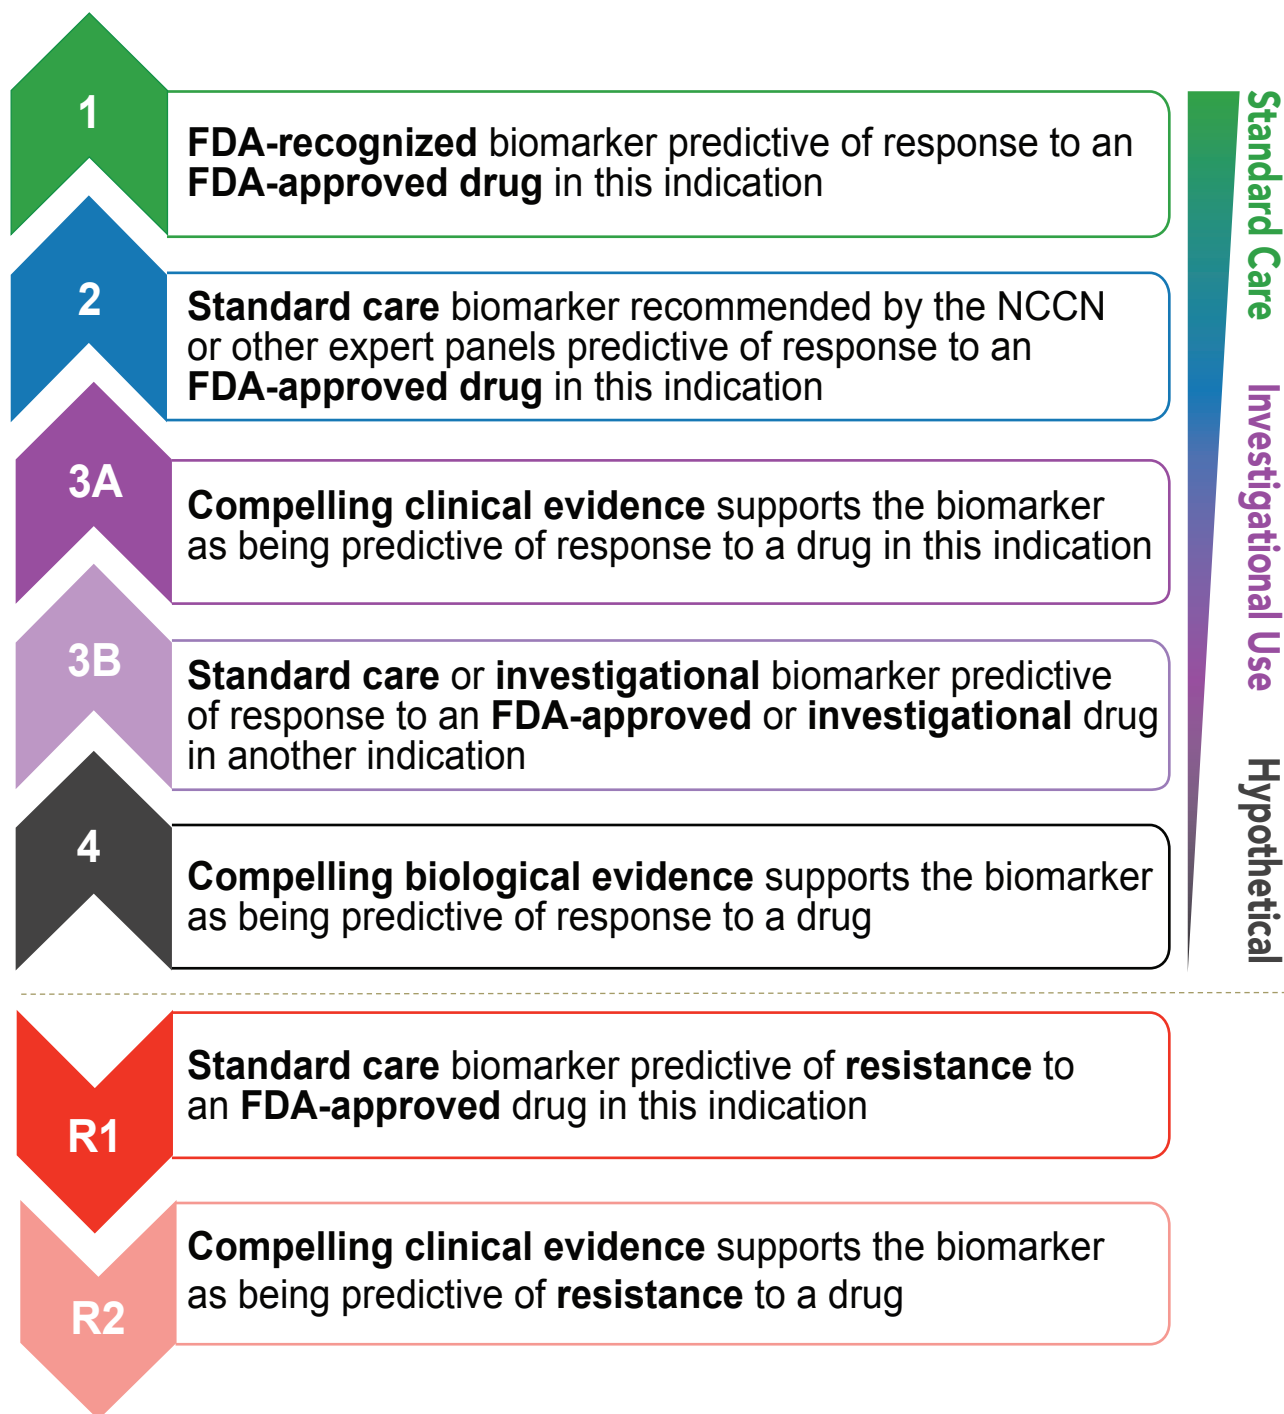 1
FDA-recognized biomarker predictive of response to an
FDA-approved drug in this indication
2
Standard care biomarker recommended by the NCCN
or other expert panels predictive of response to an
FDA-approved drug in this indication
3A
Compelling clinical evidence supports the biomarker
as being predictive of response to a drug in this indication
3B
Standard care or investigational biomarker predictive
of response to an FDA-approved or investigational drug
in another indication
4
Compelling biological evidence supports the biomarker
as being predictive of response to a drug
Standard Care
Investigational Use
Hypothetical
R1
Standard care biomarker predictive of resistance to
an FDA-approved drug in this indication
R2
Compelling clinical evidence supports the biomarker
as being predictive of resistance to a drug